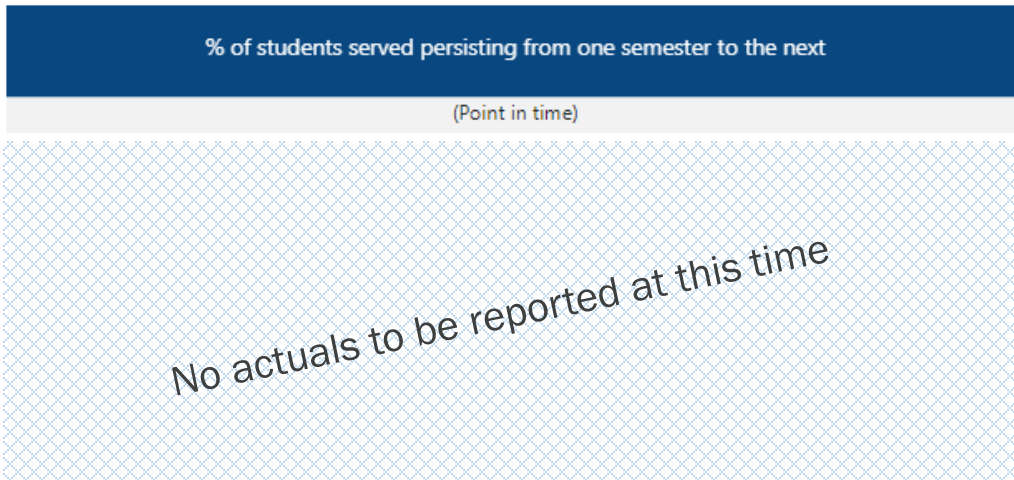 % of students served persisting from one semester to the next
(Point in time)
No actuals to be reported at this time